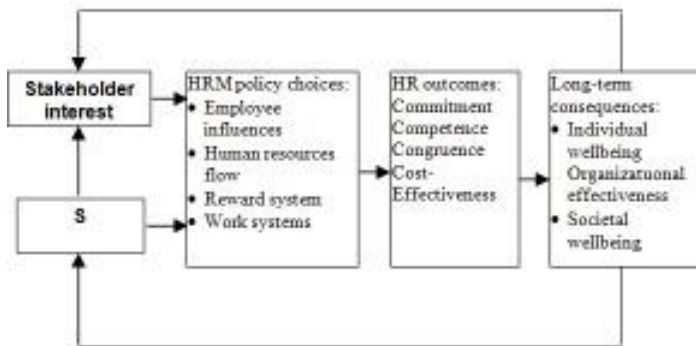 Stakeholder
interest
S
HRM policy choices:
• Employee
influences
• Human resources
flow
• Reward system
• Work systems
HR outcomes:
Commitment
Competence
Congruence
Cost-
Effectiveness
Long-term
consequences:
• Individual
wellbeing
Organizatuonal
effectiveness
• Societal
wellbeing